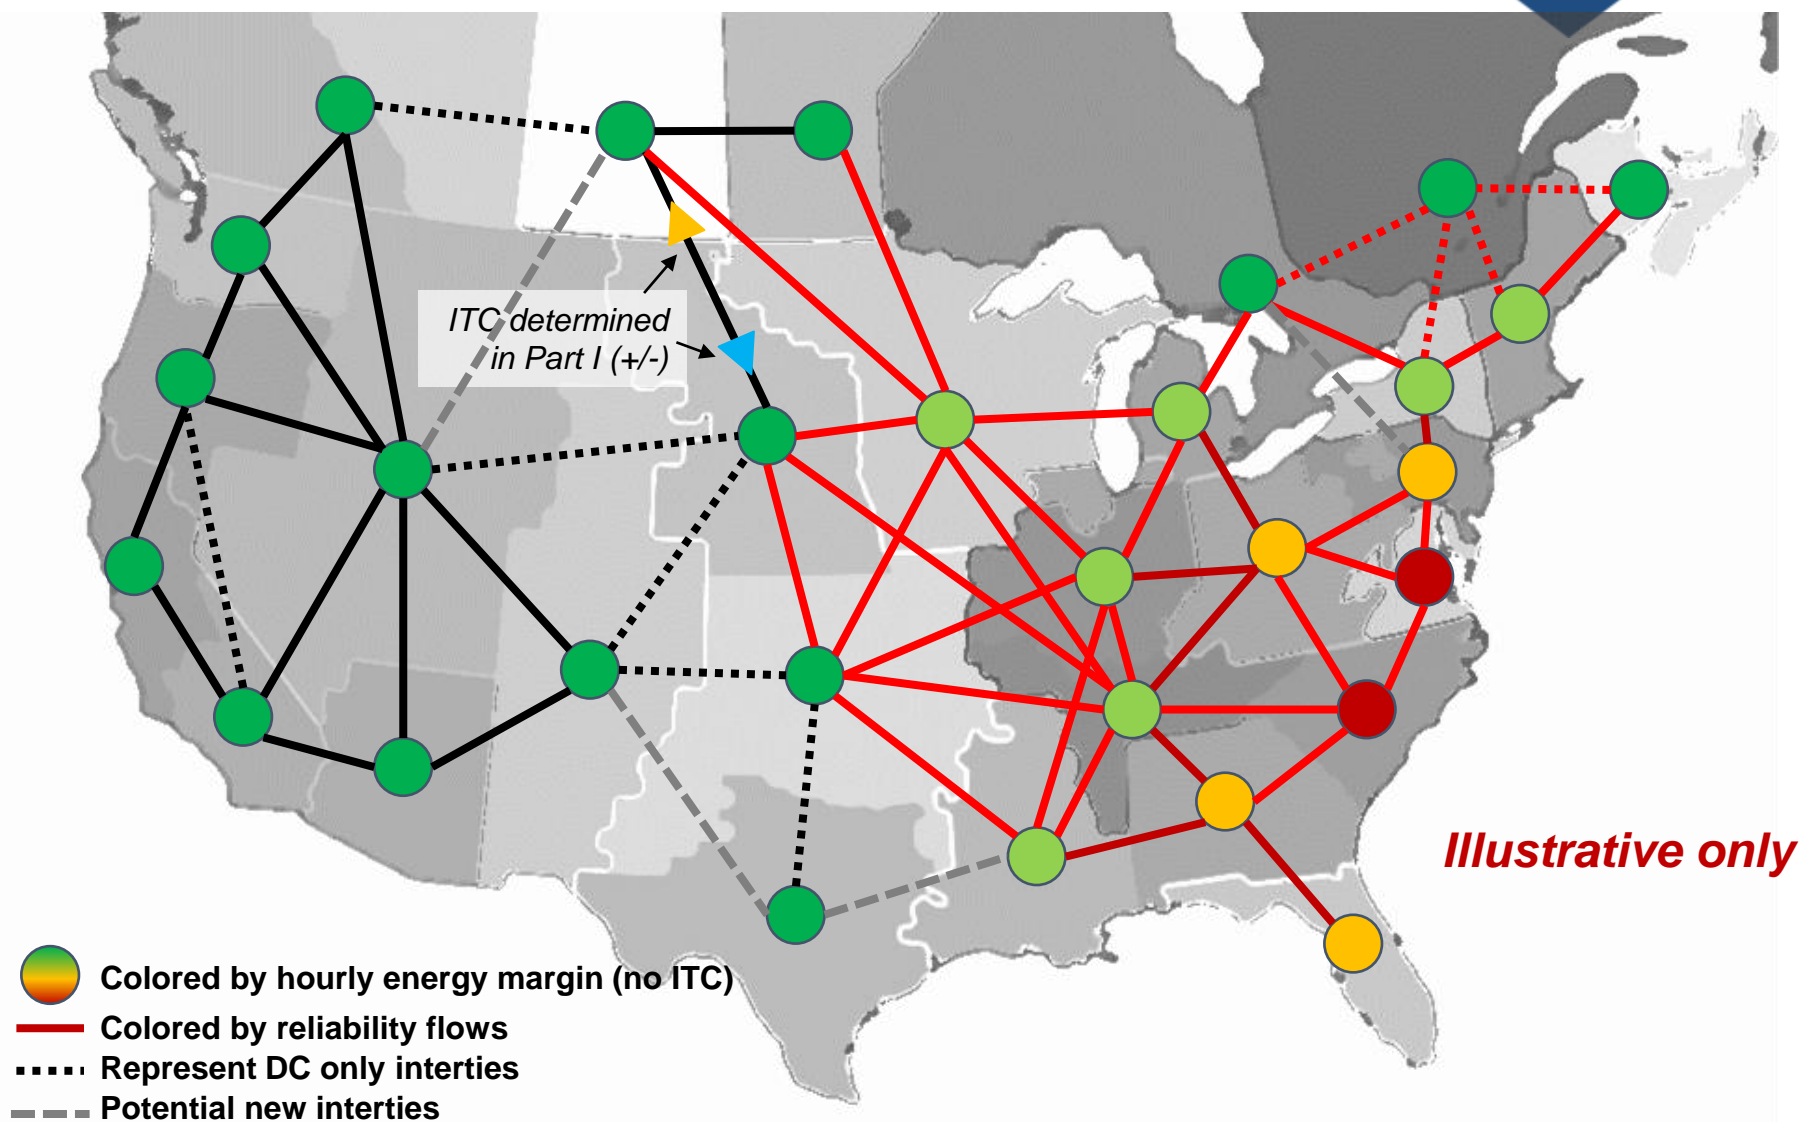 ITC determined
in Part I (+/-)
Illustrative only
Colored by hourly energy margin (no ITC)
Colored by reliability flows
Represent DC only interties
Potential new interties